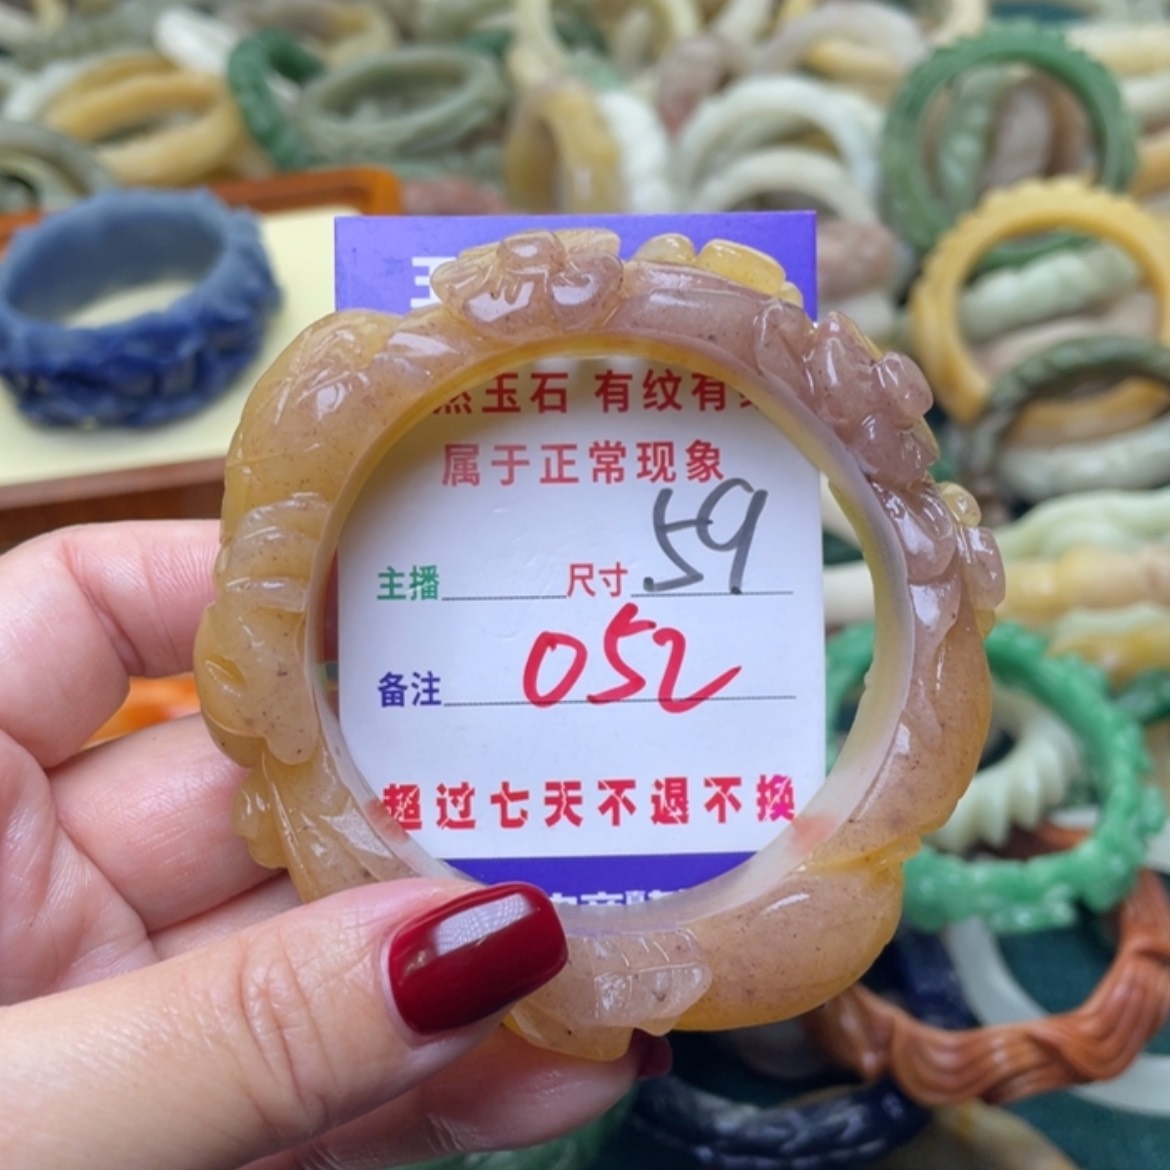 玉石 有纹有
属于正常现象
主播 尺寸 59
备注 052
超过七天不退不换